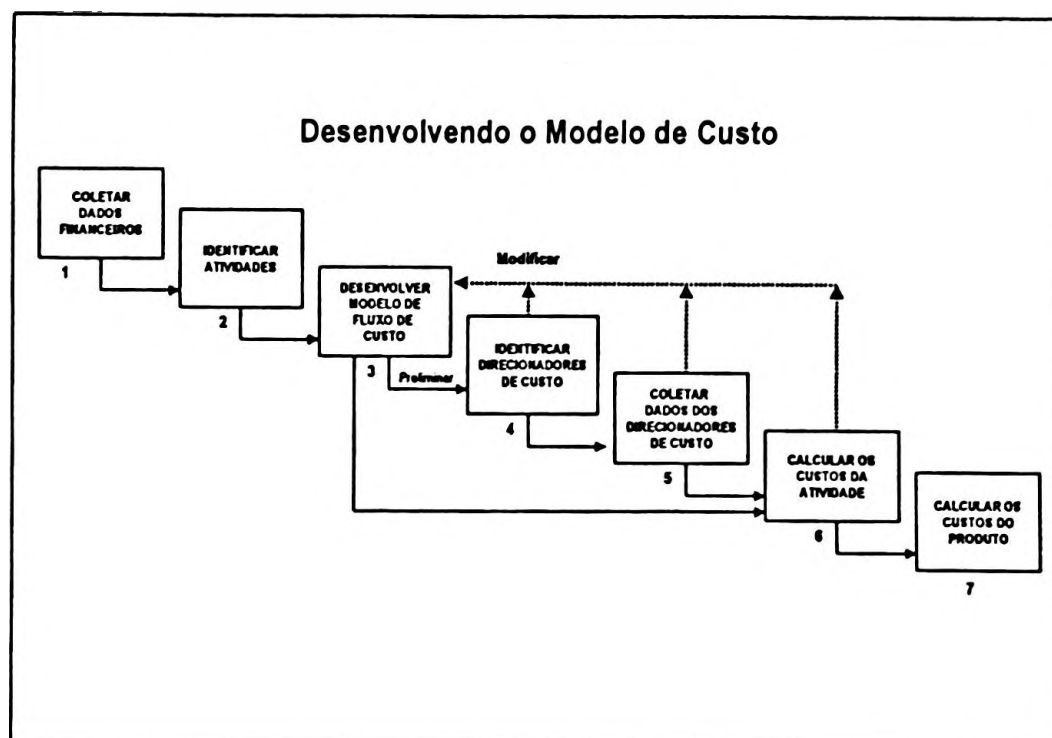 Desenvolvendo o Modelo de Custo
COLETAR
DADOS
FINANCEIROS
1
IDENTIFICAR
ATIVIDADES
2
DESENVOLVER
MODELO DE
FLUXO DE
CUSTO
3
Preliminar
Modificar
IDENTIFICAR
DIRECIONADORES
DE CUSTO
4
COLETAR
DADOS DOS
DIRECIONADORES
DE CUSTO
5
CALCULAR OS
CUSTOS DA
ATIVIDADE
6
CALCULAR OS
CUSTOS DO
PRODUTO
7